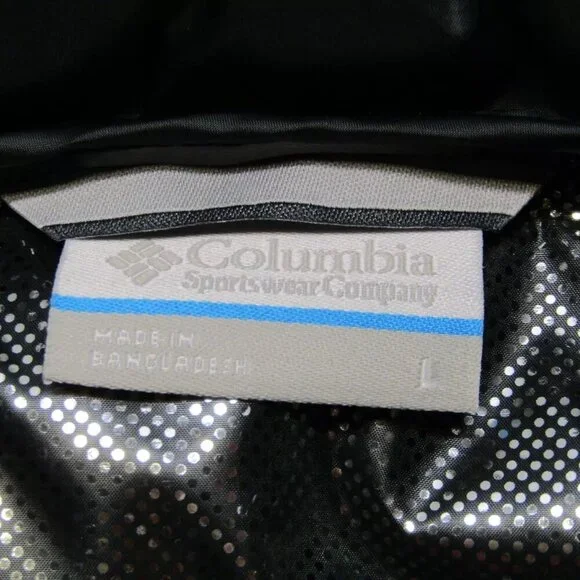 Columbia
Sportswear Company
MADE IN
BANGLADESH
L